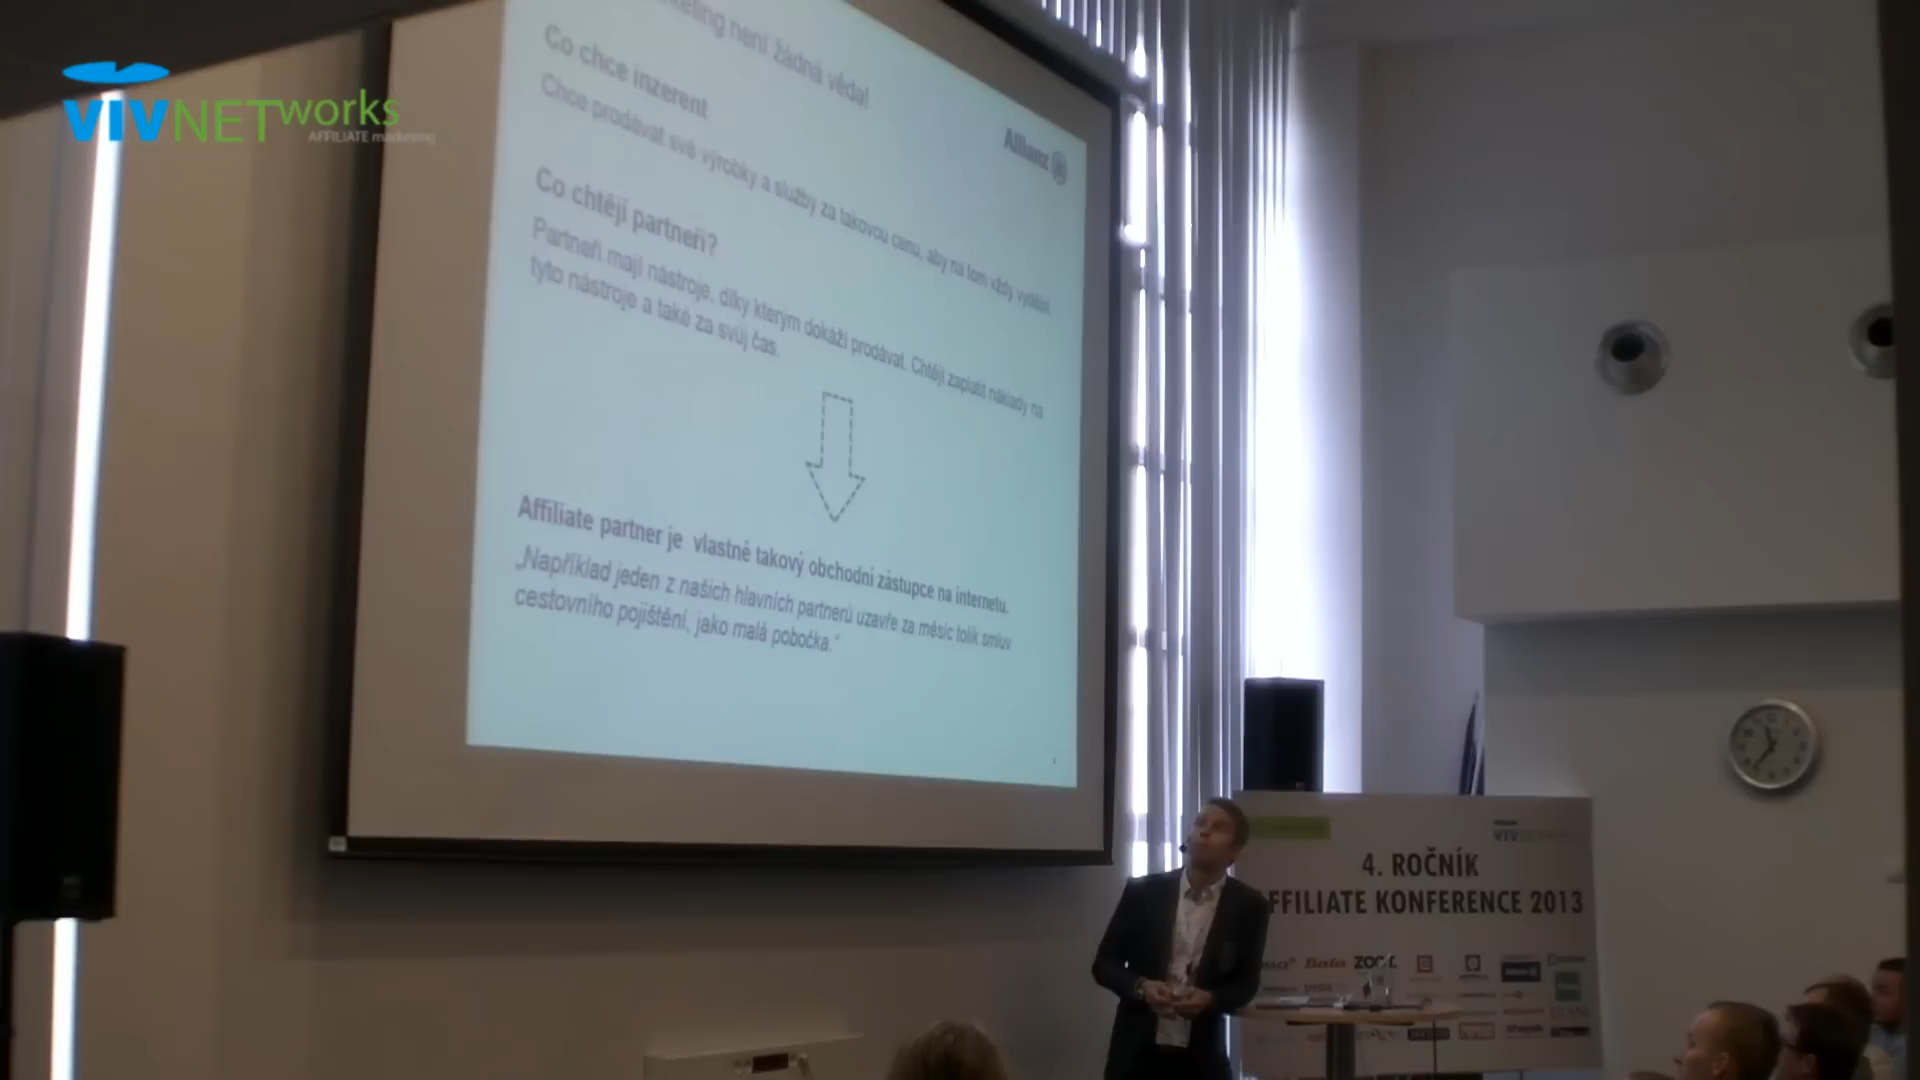 VIVNETworks
AFFILIATE marketing
není žádná věda!
Co chce inzerent
Chce prodávat své výrobky a služby za takovou cenu, aby na tom vždy vydělal
Allianz
Co chtějí partneři?
Partneři mají nástroje, díky kterým dokáží prodávat. Chtějí zaplatit náklady na
tyto nástroje a také za svůj čas.
Affiliate partner je vlastně takový obchodní zástupce na internetu.
„Například jeden z našich hlavních partnerů uzavře za měsíc tolik smluv
cestovního pojištění, jako malá pobočka.“
4. ROČNÍK
FFILIATE KONFERENCE 2013
Baťa ZOOT